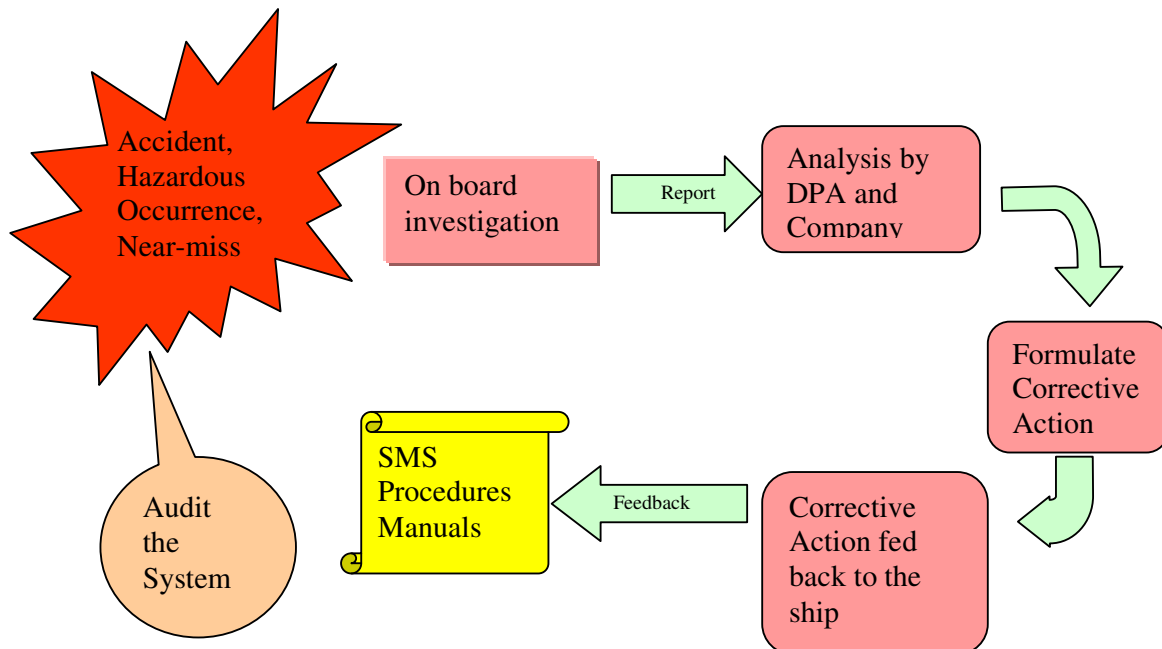 Accident,
Hazardous
Occurrence,
Near-miss
On board
investigation
Report
Analysis by
DPA and
Company
Formulate
Corrective
Action
Corrective
Action fed
back to the
ship
Feedback
SMS
Procedures
Manuals
Audit
the
System